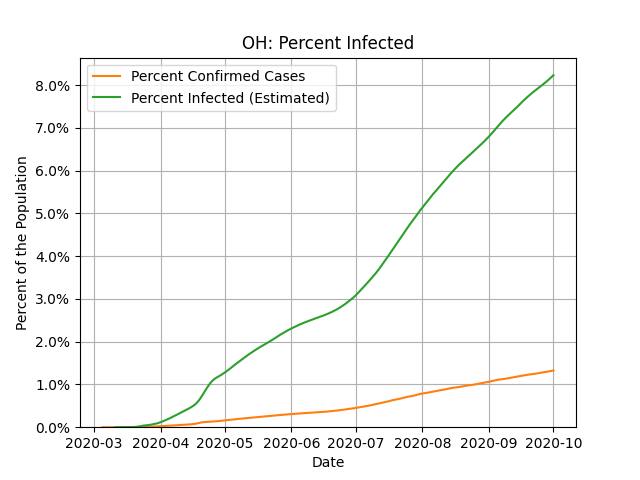 OH: Percent Infected
Percent Confirmed Cases
Percent Infected (Estimated)
Percent of the Population
8.0%
7.0%
6.0%
5.0%
4.0%
3.0%
2.0%
1.0%
0.0%
2020-03 2020-04 2020-05 2020-06 2020-07 2020-08 2020-09 2020-10
Date